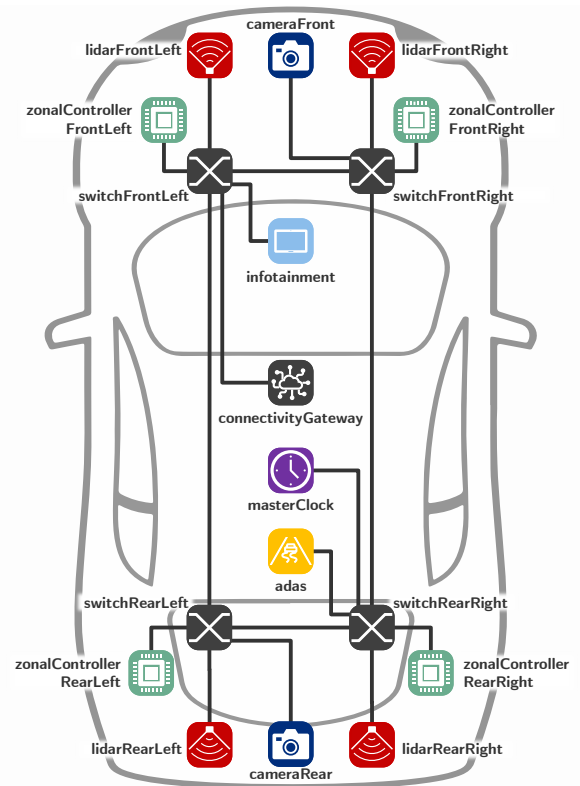 cameraFront
lidarFrontLeft
lidarFrontRight
zonalController
FrontLeft
zonalController
FrontRight
switchFrontLeft
switchFrontRight
infotainment
connectivityGateway
masterClock
adas
switchRearLeft
switchRearRight
zonalController
RearLeft
zonalController
RearRight
lidarRearLeft
lidarRearRight
cameraRear